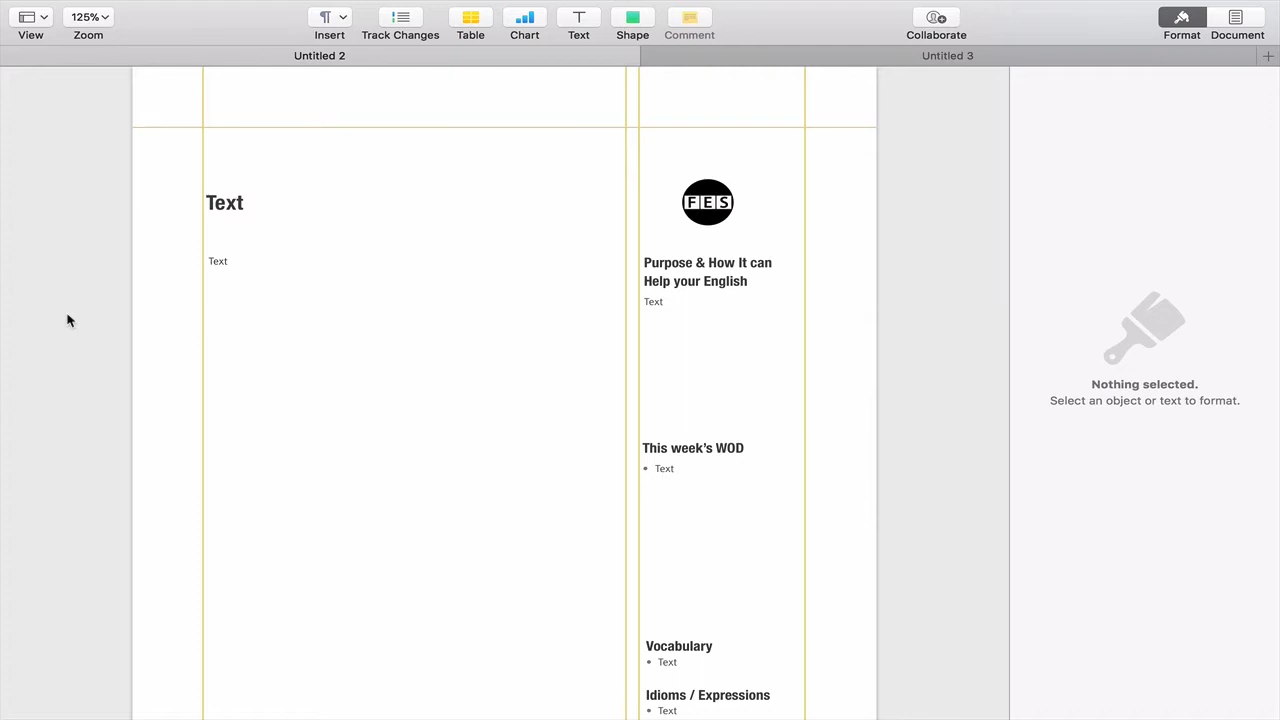 125%
View
Zoom
Insert
Track Changes
Table
Chart
Text
Shape
Comment
Collaborate
Format
Document
Untitled 2
Untitled 3
Text
FES
Text
Purpose & How It can
Help your English
Text
This week's WOD
• Text
Vocabulary
• Text
Idioms / Expressions
• Text
Nothing selected.
Select an object or text to format.